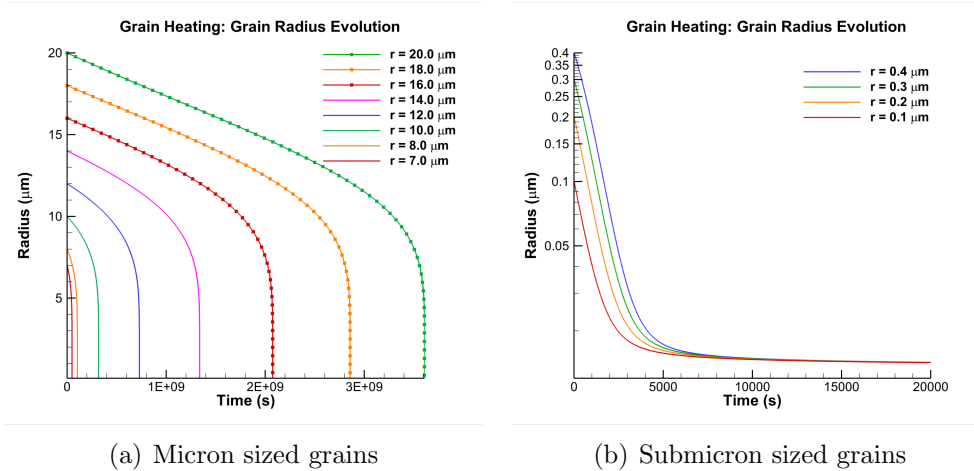 Grain Heating: Grain Radius Evolution
20
15
10
5
Radius (μm)
r = 20.0 μm
r = 18.0 μm
r = 16.0 μm
r = 14.0 μm
r = 12.0 μm
r = 10.0 μm
r = 8.0 μm
r = 7.0 μm
0 1E+09 2E+09 3E+09
Time (s)
(a) Micron sized grains
Grain Heating: Grain Radius Evolution
0.4
0.35
0.3
0.25
0.2
0.15
0.1
0.05
Radius (μm)
r = 0.4 μm
r = 0.3 μm
r = 0.2 μm
r = 0.1 μm
0 5000 10000 15000 20000
Time (s)
(b) Submicron sized grains